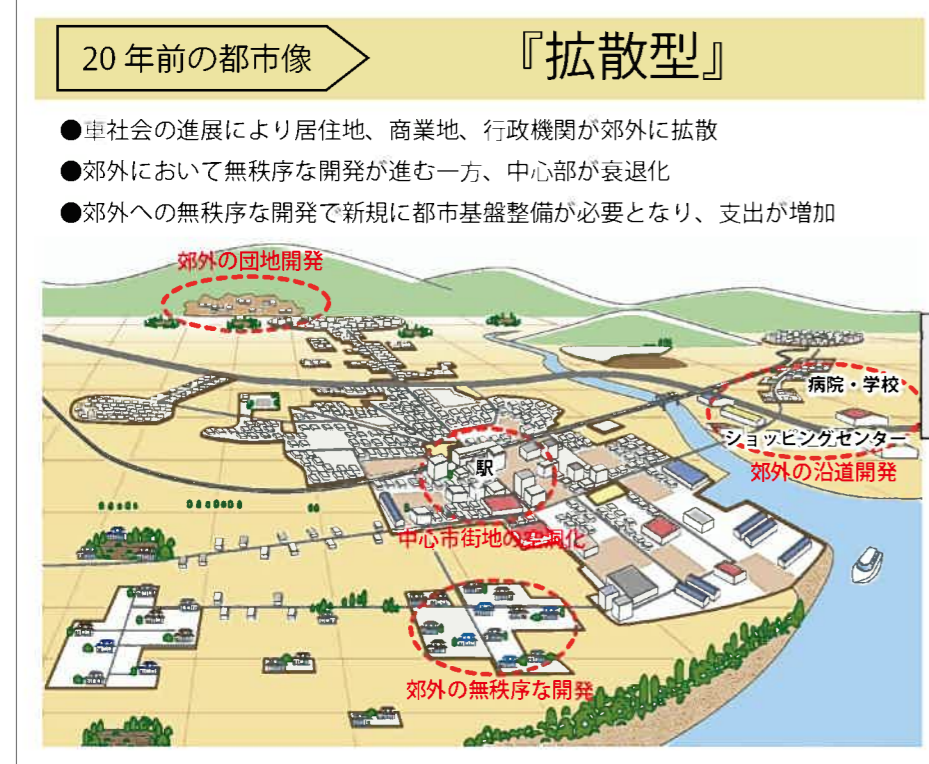 20年前の都市像
『拡散型』
●車社会の進展により居住地、商業地、行政機関が郊外に拡散
●郊外において無秩序な開発が進む一方、中心部が衰退化
●郊外への無秩序な開発で新規に都市基盤整備が必要となり、支出が増加
郊外の団地開発
病院・学校
ショッピングセンター
郊外の沿道開発
駅
中心市街地の空洞化
郊外の無秩序な開発